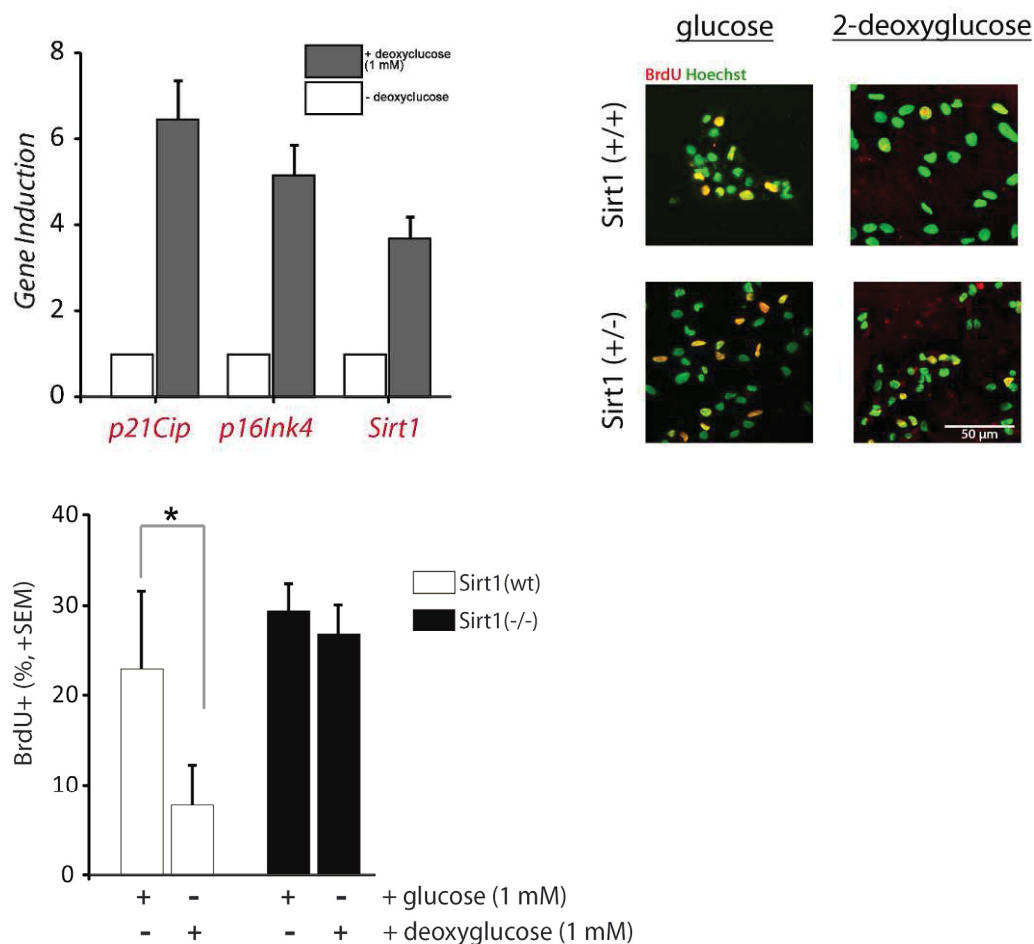 8
6
4
2
0
Gene Induction
+ deoxyclucose
(1 mM)
- deoxyclucose
p21Cip
p16Ink4
Sirt1
glucose
2-deoxyglucose
BrdU Hoechst
Sirt1 (+/+)
Sirt1 (+/-)
50 µm
40
30
20
10
0
BrdU+ (%, +SEM)
*
Sirt1(wt)
Sirt1(-/-)
+ - + - + glucose (1 mM)
- + - + + deoxyglucose (1 mM)